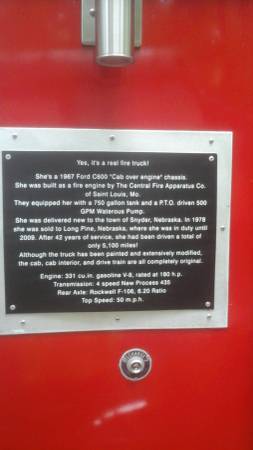 Yes, it's a real fire truck!
She's a 1967 Ford C600 "Cab over engine" chassis.
She was built as a fire engine by The Central Fire Apparatus Co.
of Saint Louis, Mo.
They equipped her with a 750 gallon tank and a P.T.O. driven 500
GPM Waterous Pump.
She was delivered new to the town of Snyder, Nebraska. In 1978
she was sold to Long Pine, Nebraska, where she was in duty until
2009. After 42 years of service, she had been driven a total of
only 5,100 miles!
Although the truck has been painted and extensively modified,
the cab, cab interior, and drive train are all completely original.
Engine: 331 cu.in. gasoline V-8, rated at 180 h.p.
Transmission: 4 speed New Process 435
Rear Axle: Rockwell F-106, 6.20 Ratio
Top Speed: 50 m.p.h.